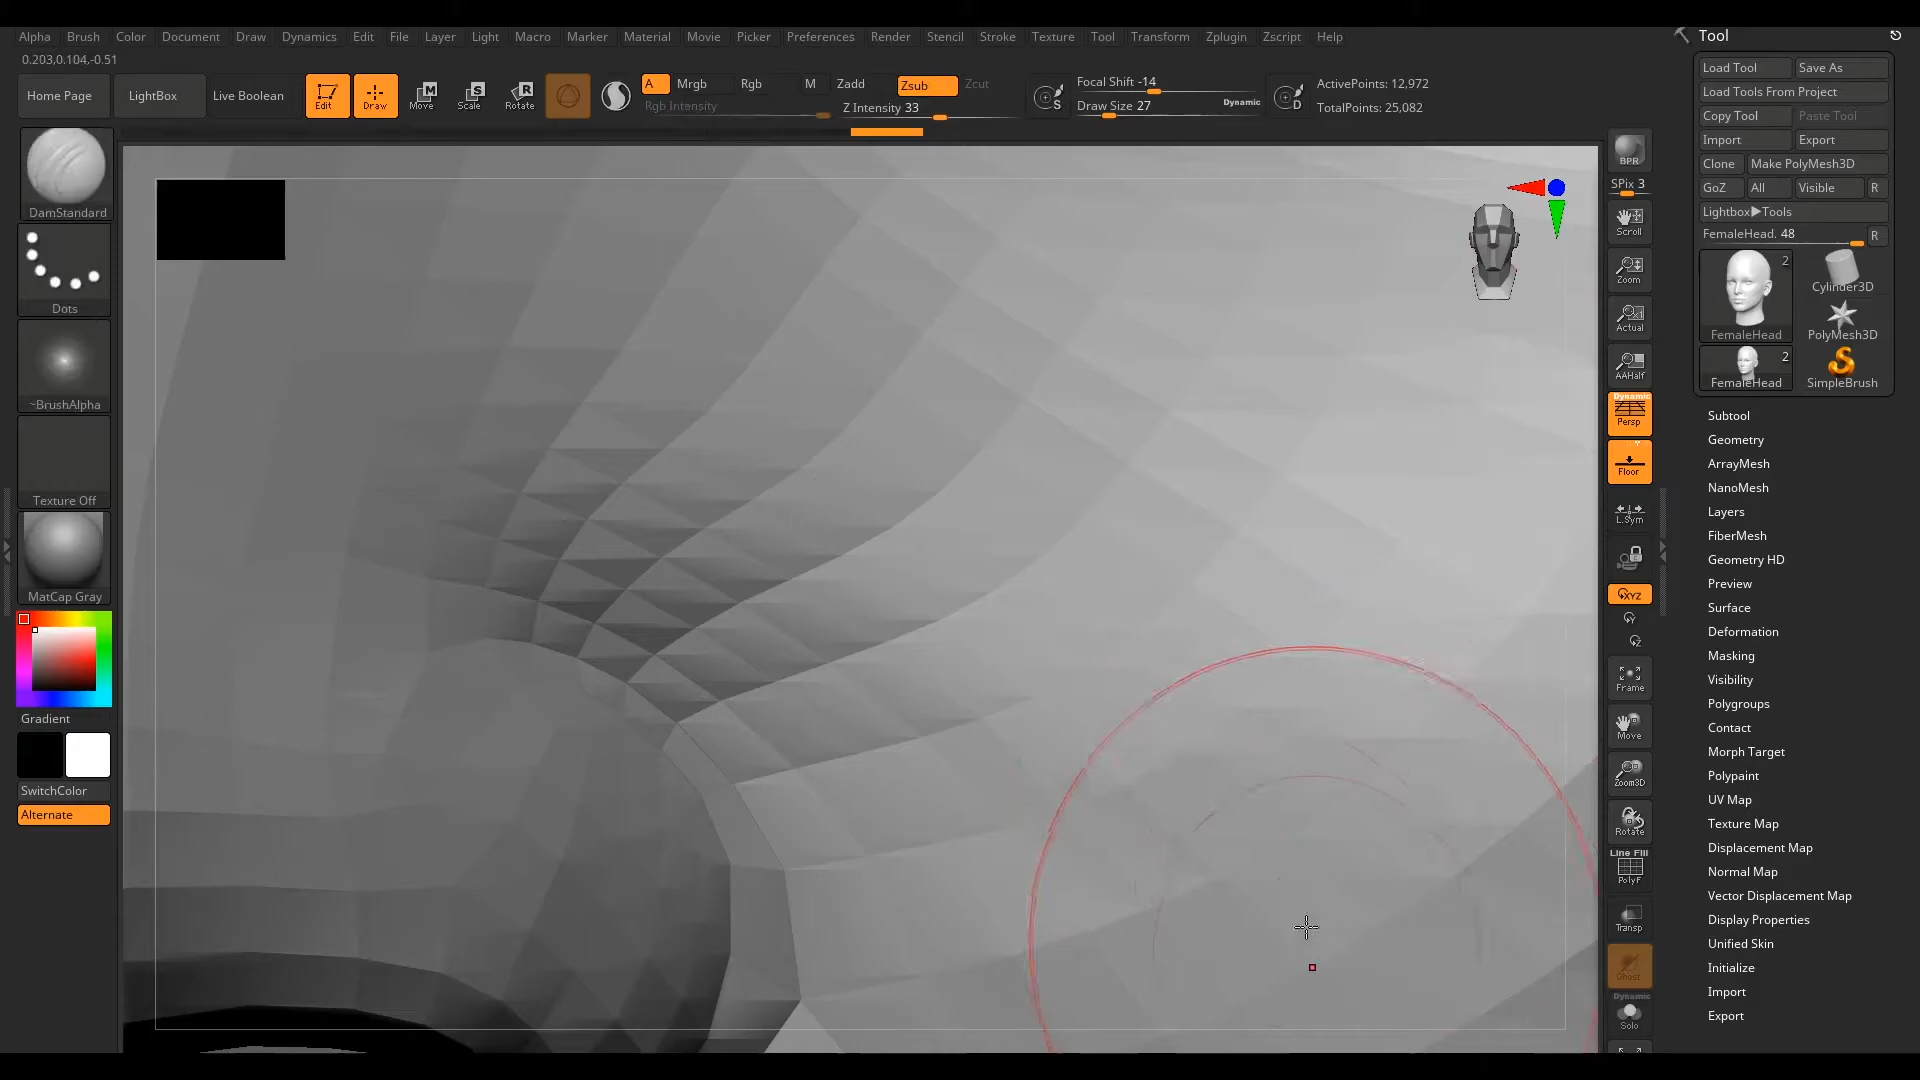 Alpha Brush Color Document Draw Dynamics Edit File Layer Light Macro Marker Material Movie Picker Preferences Render Stencil Stroke Texture Tool Transform Zplugin Zscript Help
0.203,0.104,-0.51
Home Page LightBox Live Boolean Edit Draw Move Scale Rotate
A Mrgb Rgb M Zadd Zsub Zcut
Rgb Intensity Z Intensity 33
S Focal Shift -14
Draw Size 27 Dynamic
D ActivePoints: 12,972
TotalPoints: 25,082
DamStandard
Dots
~BrushAlpha
Texture Off
MatCap Gray
Gradient
SwitchColor
Alternate
BPR
SPix 3
Scroll
Zoom
Actual
AAHalf
Dynamic
Persp
Floor
L.Sym
XYZ
Y
Z
Frame
Move
Zoom3D
Rotate
Line Fill
PolyF
Transp
Ghost
Dynamic
Solo
Tool
Load Tool Save As
Load Tools From Project
Copy Tool Paste Tool
Import Export
Clone Make PolyMesh3D
GoZ All Visible R
Lightbox▶Tools
FemaleHead. 48 R
2
FemaleHead Cylinder3D
PolyMesh3D
2
FemaleHead SimpleBrush
Subtool
Geometry
ArrayMesh
NanoMesh
Layers
FiberMesh
Geometry HD
Preview
Surface
Deformation
Masking
Visibility
Polygroups
Contact
Morph Target
Polypaint
UV Map
Texture Map
Displacement Map
Normal Map
Vector Displacement Map
Display Properties
Unified Skin
Initialize
Import
Export